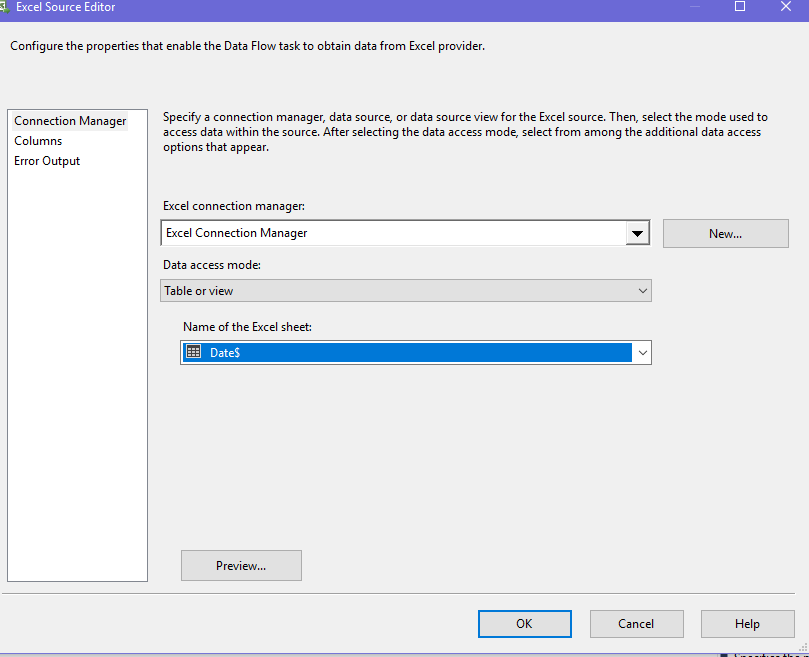 Excel Source Editor
Configure the properties that enable the Data Flow task to obtain data from Excel provider.
Connection Manager
Columns
Error Output
Specify a connection manager, data source, or data source view for the Excel source. Then, select the mode used to
access data within the source. After selecting the data access mode, select from among the additional data access
options that appear.
Excel connection manager:
Excel Connection Manager
New...
Data access mode:
Table or view
Name of the Excel sheet:
Date$
Preview...
OK
Cancel
Help